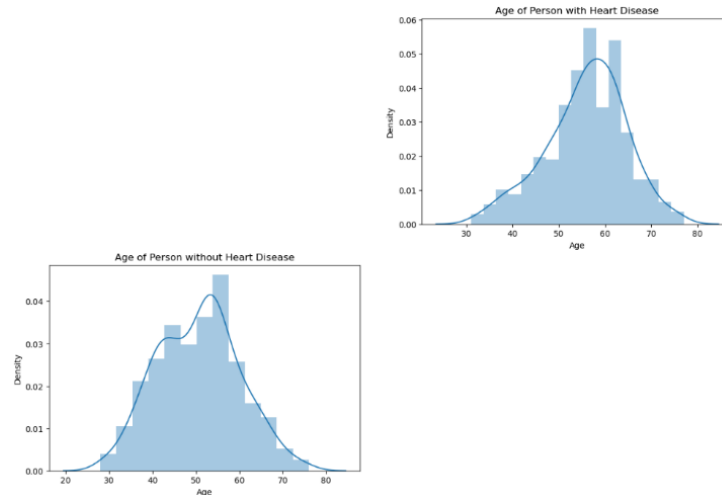 Age of Person with Heart Disease
0.06
0.05
0.04
0.03
0.02
0.01
0.00
Density
30 40 50 60 70 80
Age
Age of Person without Heart Disease
0.04
0.03
0.02
0.01
0.00
Density
20 30 40 50 60 70 80
Age